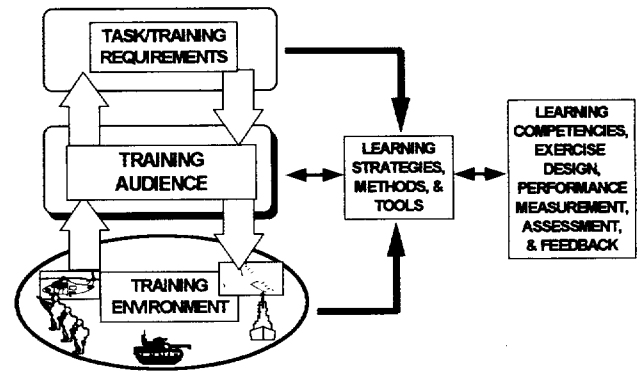 TASK/TRAINING
REQUIREMENTS
TRAINING
AUDIENCE
TRAINING
ENVIRONMENT
LEARNING
STRATEGIES,
METHODS, &
TOOLS
LEARNING
COMPETENCIES,
EXERCISE
DESIGN,
PERFORMANCE
MEASUREMENT,
ASSESSMENT,
& FEEDBACK